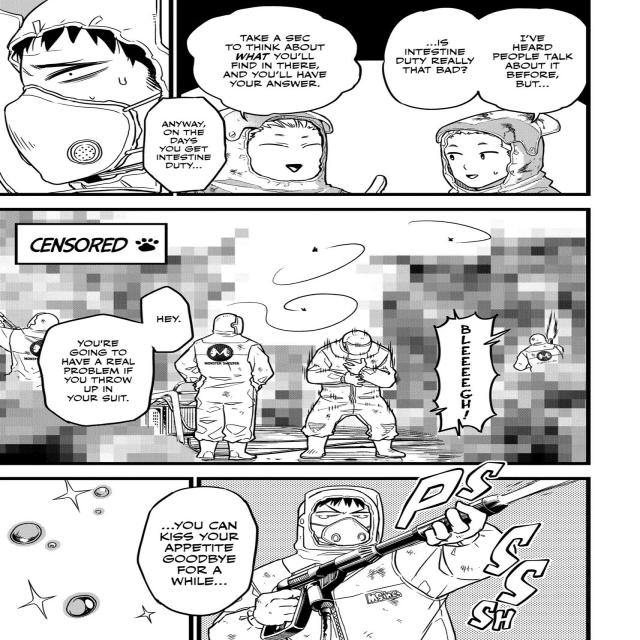 I'VE
HEARD
PEOPLE TALK
ABOUT IT
BEFORE,
BUT...
...IS
INTESTINE
DUTY REALLY
THAT BAD?
TAKE A SEC
TO THINK ABOUT
WHAT YOU'LL
FIND IN THERE,
AND YOU'LL HAVE
YOUR ANSWER.
ANYWAY,
ON THE
DAYS
YOU GET
INTESTINE
DUTY...
CENSORED
BLEEEEGH!
HEY.
YOU'RE
GOING TO
HAVE A REAL
PROBLEM IF
YOU THROW
UP IN
YOUR SUIT.
MONSTER SWEEPER
PSSSSH
...YOU CAN
KISS YOUR
APPETITE
GOODBYE
FOR A
WHILE...